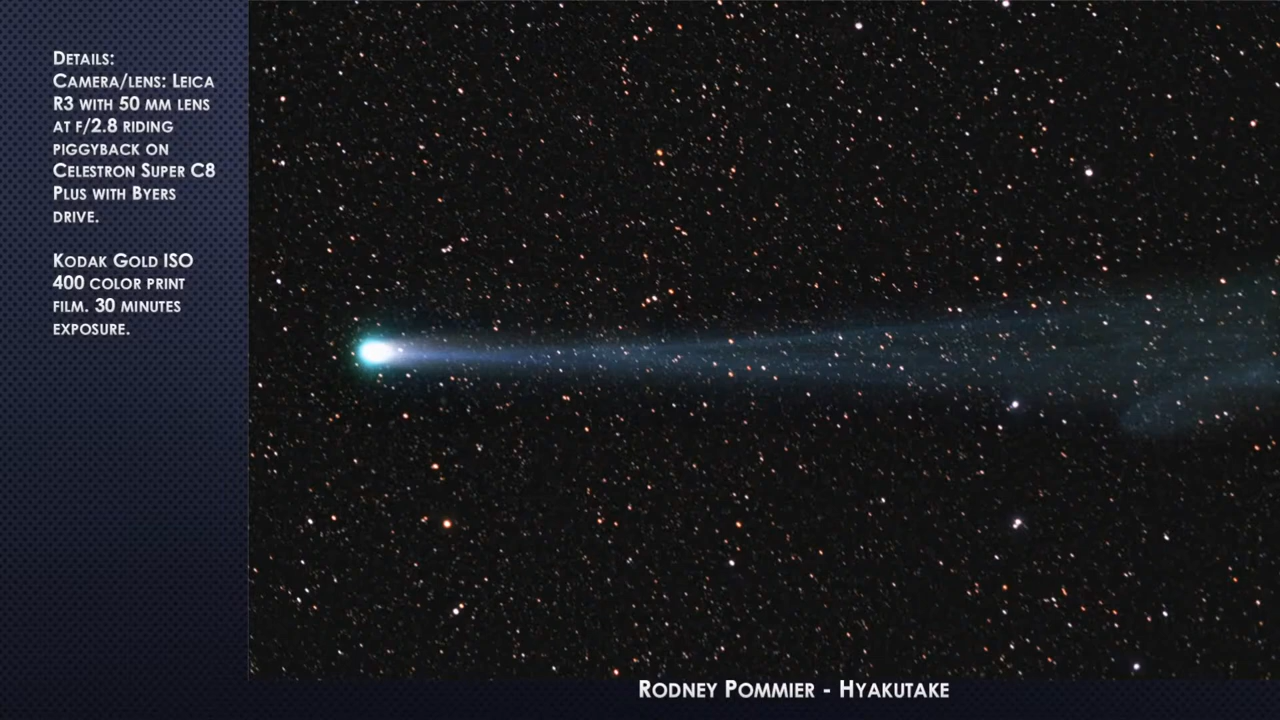 Details:
Camera/lens: Leica
R3 with 50 mm lens
at f/2.8 riding
piggyback on
Celestron Super C8
Plus with Byers
drive.
Kodak Gold ISO
400 color print
film. 30 minutes
exposure.
Rodney Pommier - Hyakutake